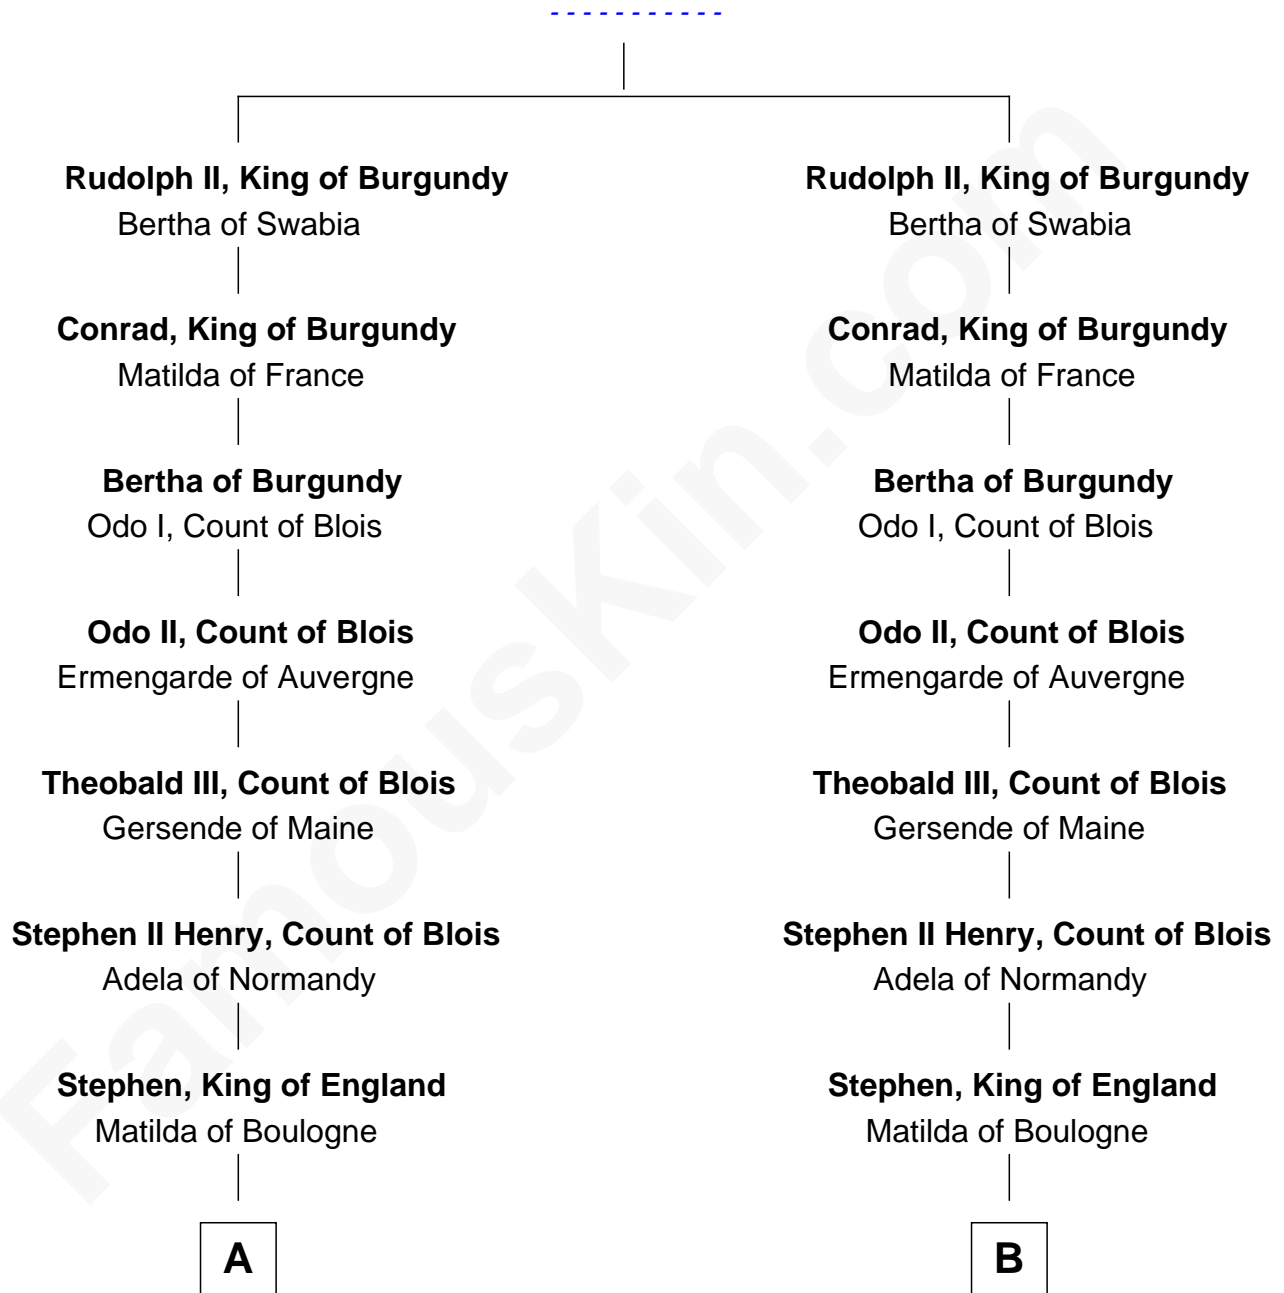 - - - - - - - - - - -
Rudolph II, King of Burgundy
Bertha of Swabia
Conrad, King of Burgundy
Matilda of France
Bertha of Burgundy
Odo I, Count of Blois
Odo II, Count of Blois
Ermengarde of Auvergne
Theobald III, Count of Blois
Gersende of Maine
Stephen II Henry, Count of Blois
Adela of Normandy
Stephen, King of England
Matilda of Boulogne
A
Rudolph II, King of Burgundy
Bertha of Swabia
Conrad, King of Burgundy
Matilda of France
Bertha of Burgundy
Odo I, Count of Blois
Odo II, Count of Blois
Ermengarde of Auvergne
Theobald III, Count of Blois
Gersende of Maine
Stephen II Henry, Count of Blois
Adela of Normandy
Stephen, King of England
Matilda of Boulogne
B
FamousKin.com